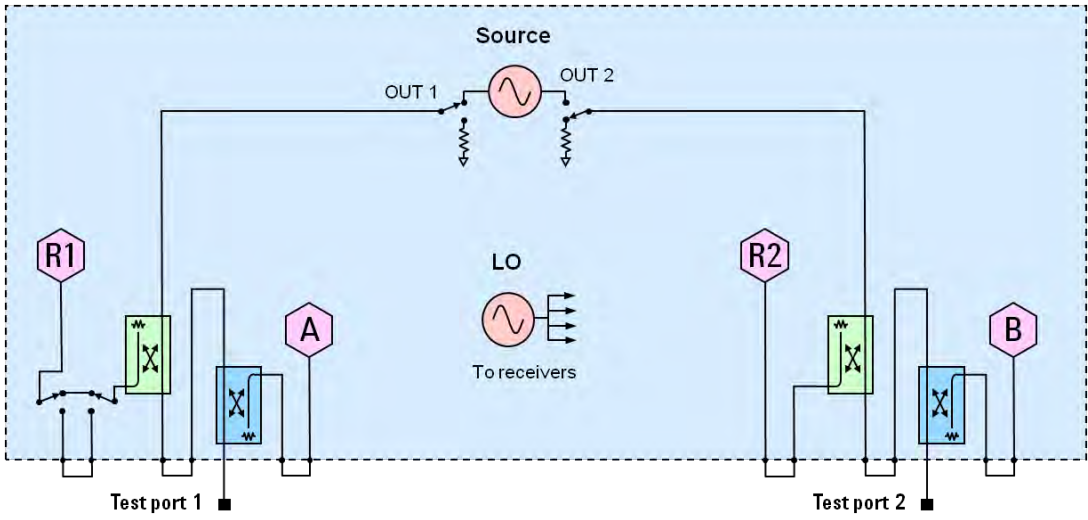 Source
OUT 1
OUT 2
R1
R2
LO
A
B
To receivers
Test port 1
Test port 2